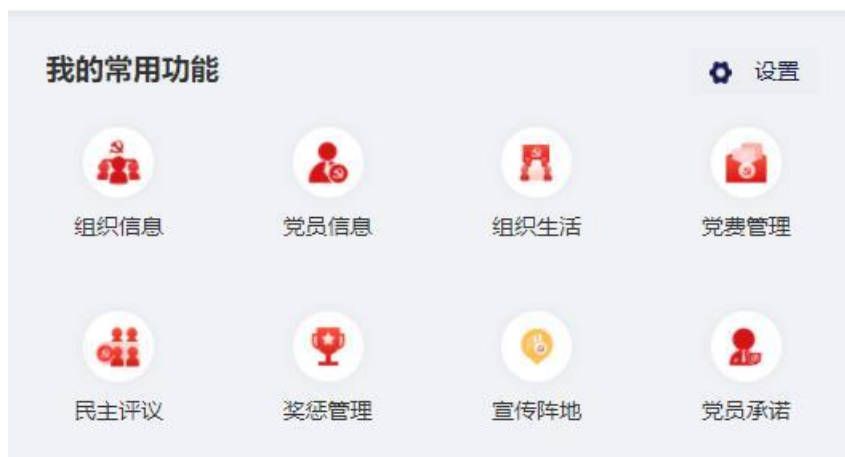 我的常用功能 设置
组织信息 党员信息 组织生活 党费管理
民主评议 奖惩管理 宣传阵地 党员承诺